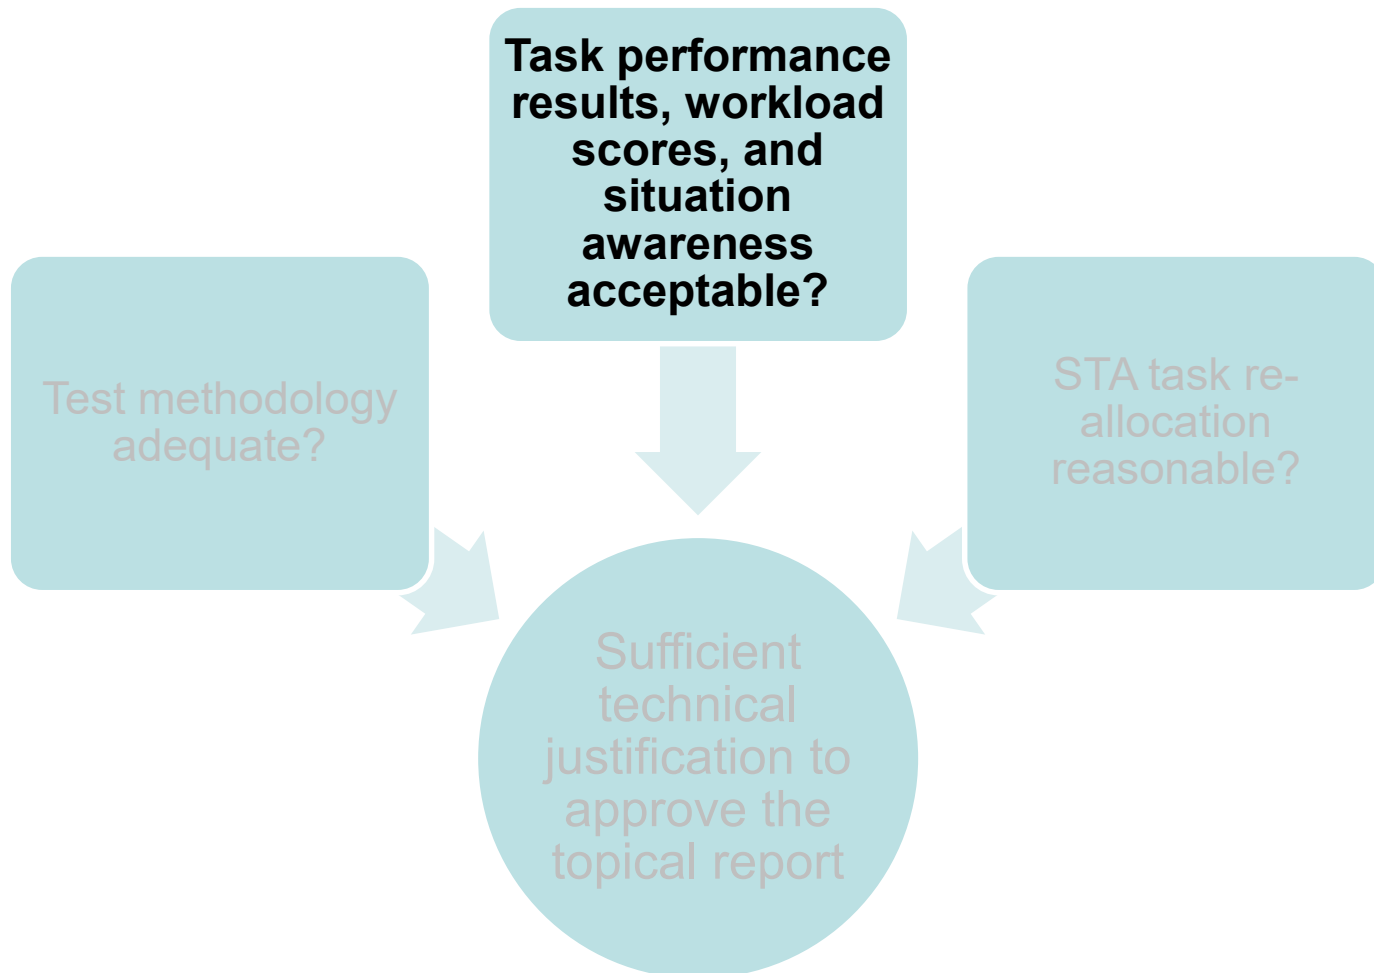 Task performance
results, workload
scores, and
situation
awareness
acceptable?
Test methodology
adequate?
STA task re-
allocation
reasonable?
Sufficient
technical
justification to
approve the
topical report